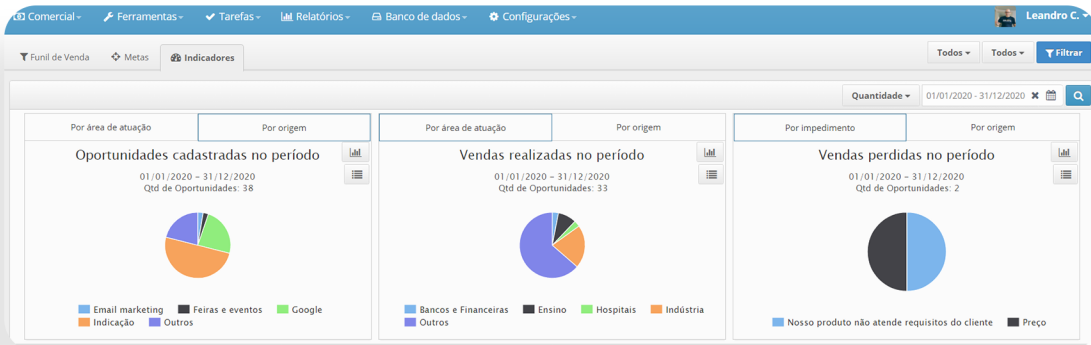 Comercial
Ferramentas
Tarefas
Relatórios
Banco de dados
Configurações
Leandro C.
Funil de Venda
Metas
Indicadores
Todos
Todos
Filtrar
Quantidade
01/01/2020 - 31/12/2020
Por área de atuação
Por origem
Oportunidades cadastradas no período
01/01/2020 - 31/12/2020
Qtd de Oportunidades: 38
Email marketing
Feiras e eventos
Google
Indicação
Outros
Por área de atuação
Por origem
Vendas realizadas no período
01/01/2020 - 31/12/2020
Qtd de Oportunidades: 33
Bancos e Financeiras
Ensino
Hospitais
Indústria
Outros
Por impedimento
Por origem
Vendas perdidas no período
01/01/2020 - 31/12/2020
Qtd de Oportunidades: 2
Nosso produto não atende requisitos do cliente
Preço